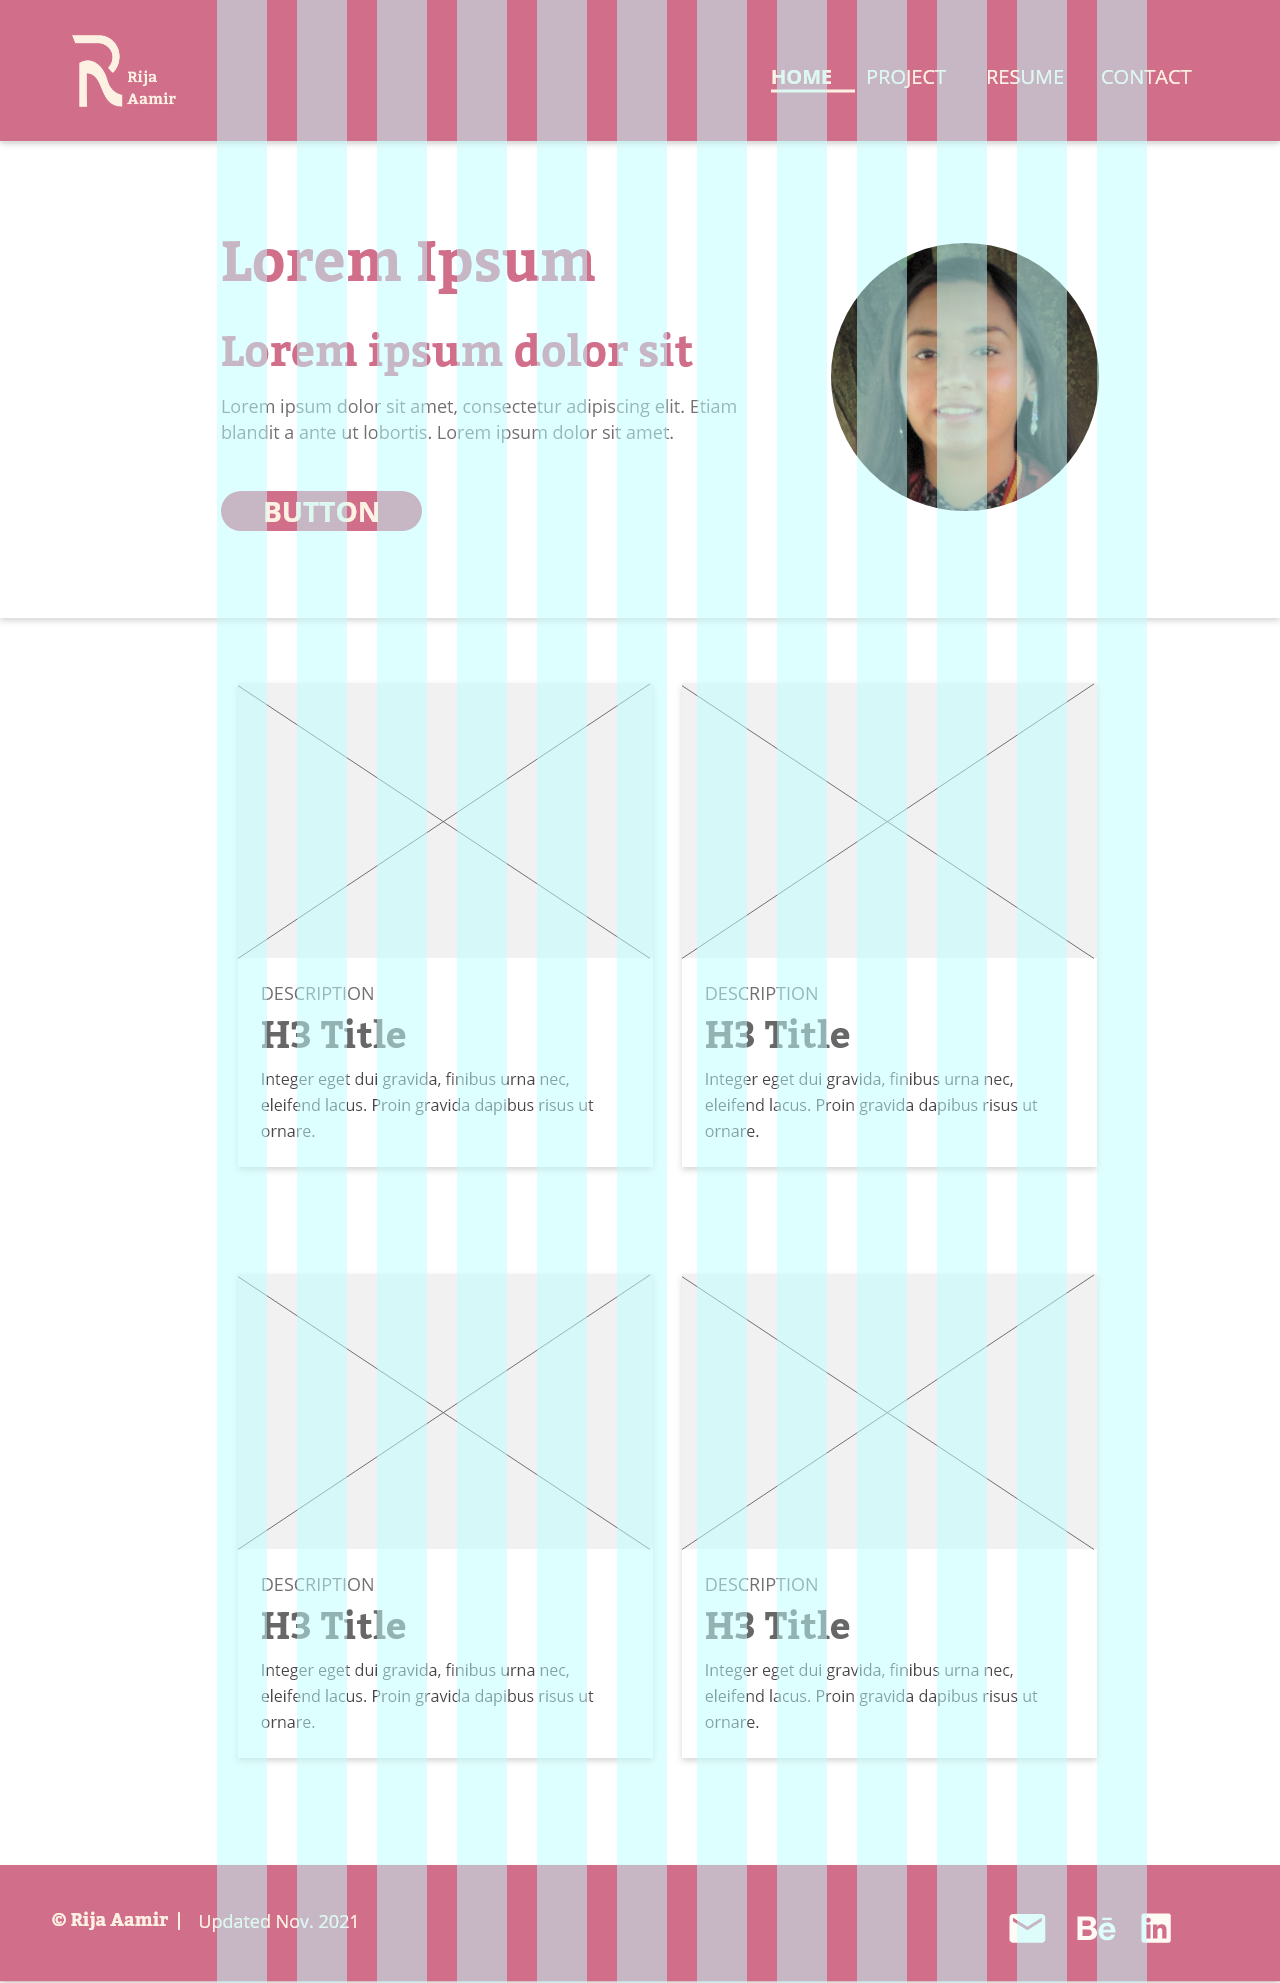 Rija
Aamir
HOME PROJECT RESUME CONTACT
Lorem Ipsum
Lorem ipsum dolor sit
Lorem ipsum dolor sit amet, consectetur adipiscing elit. Etiam
blandit a ante ut lobortis. Lorem ipsum dolor sit amet.
BUTTON
DESCRIPTION
H3 Title
Integer eget dui gravida, finibus urna nec,
eleifend lacus. Proin gravida dapibus risus ut
ornare.
DESCRIPTION
H3 Title
Integer eget dui gravida, finibus urna nec,
eleifend lacus. Proin gravida dapibus risus ut
ornare.
DESCRIPTION
H3 Title
Integer eget dui gravida, finibus urna nec,
eleifend lacus. Proin gravida dapibus risus ut
ornare.
DESCRIPTION
H3 Title
Integer eget dui gravida, finibus urna nec,
eleifend lacus. Proin gravida dapibus risus ut
ornare.
© Rija Aamir | Updated Nov. 2021
Bē in